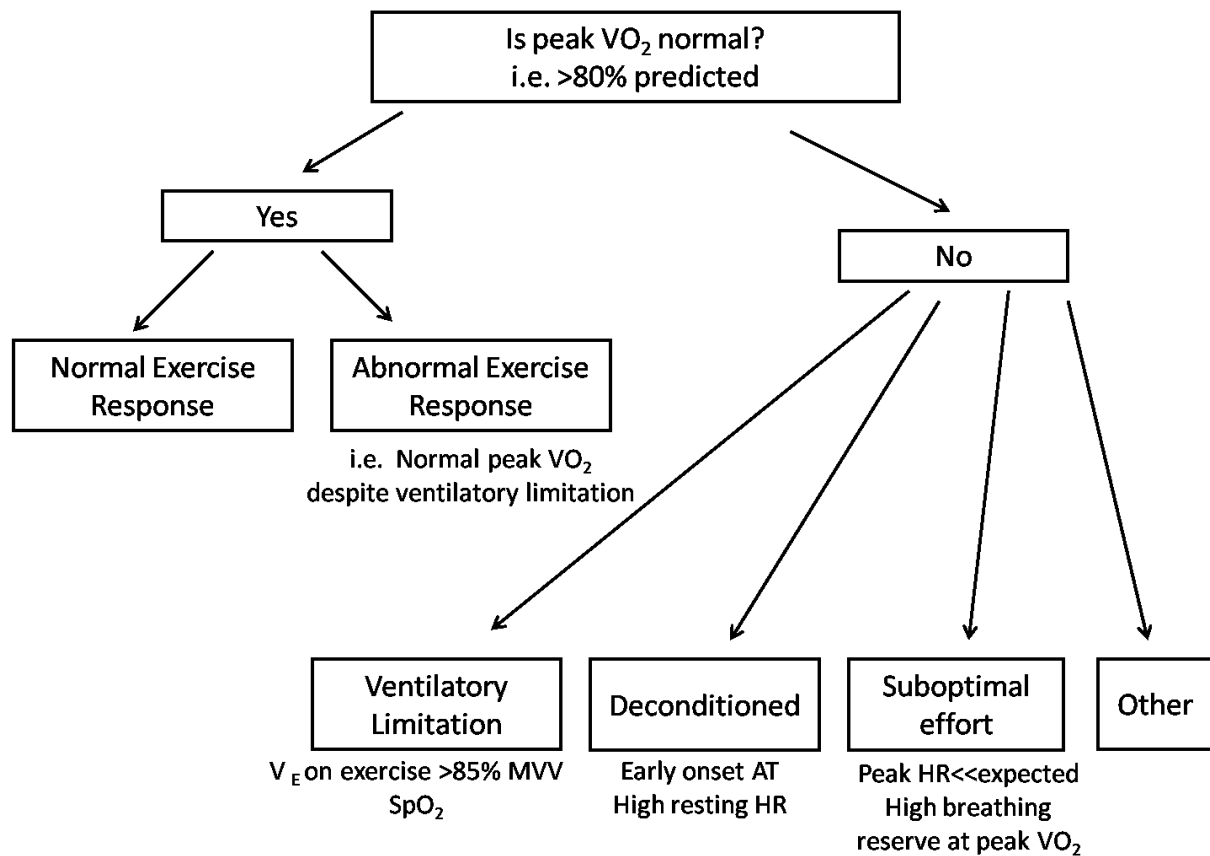 Is peak VO₂ normal?
i.e. >80% predicted
Yes
No
Normal Exercise
Response
Abnormal Exercise
Response
i.e. Normal peak VO₂
despite ventilatory limitation
Ventilatory
Limitation
V E on exercise >85% MVV
SpO₂
Deconditioned
Early onset AT
High resting HR
Suboptimal
effort
Peak HR<<expected
High breathing
reserve at peak VO₂
Other